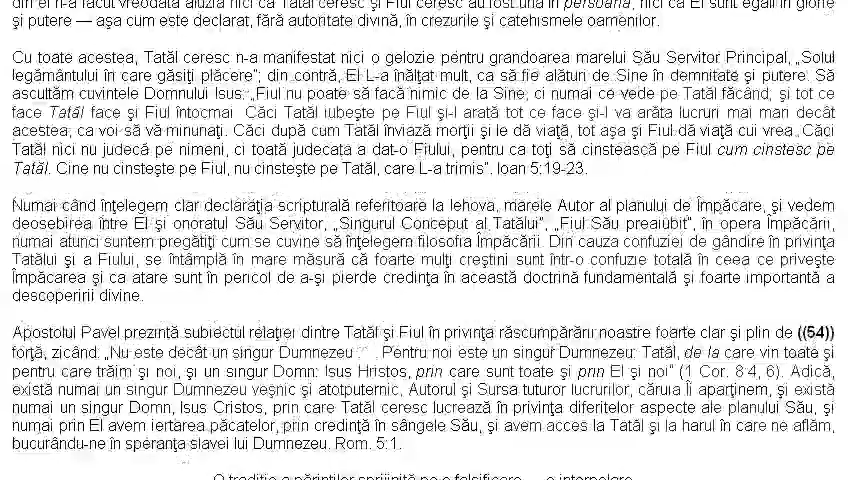 din ei n-a făcut vreodată aluzia nici că Tatăl ceresc şi Fiul ceresc au fost una în persoană, nici că Ei sunt egali în glorie
şi putere — aşa cum este declarat, fără autoritate divină, în crezurile şi catehismele oamenilor.
Cu toate acestea, Tatăl ceresc n-a manifestat nici o gelozie pentru grandoarea marelui Său Servitor Principal, „Solul
legământului în care găsiţi plăcere”; din contră, El L-a înălţat mult, ca să fie alături de Sine în demnitate şi putere. Să
ascultăm cuvintele Domnului Isus: „Fiul nu poate să facă nimic de la Sine; ci numai ce vede pe Tatăl făcând; şi tot ce
face Tatăl face şi Fiul întocmai. Căci Tatăl iubeşte pe Fiul şi-I arată tot ce face şi-I va arăta lucruri mai mari decât
acestea, ca voi să vă minunaţi. Căci după cum Tatăl înviază morţii şi le dă viaţă, tot aşa şi Fiul dă viaţă cui vrea. Căci
Tatăl nici nu judecă pe nimeni, ci toată judecata a dat-o Fiului, pentru ca toţi să cinstească pe Fiul cum cinstesc pe
Tatăl. Cine nu cinsteşte pe Fiul, nu cinsteşte pe Tatăl, care L-a trimis”. Ioan 5:19-23.
Numai când înţelegem clar declaraţia scripturală referitoare la Iehova, marele Autor al planului de Împăcare, şi vedem
deosebirea între El şi onoratul Său Servitor, „Singurul Conceput al Tatălui”, „Fiul Său preaiubit”, în opera Împăcării,
numai atunci suntem pregătiţi cum se cuvine să înţelegem filosofia Împăcării. Din cauza confuziei de gândire în privinţa
Tatălui şi a Fiului, se întâmplă în mare măsură că foarte mulţi creştini sunt într-o confuzie totală în ceea ce priveşte
Împăcarea şi ca atare sunt în pericol de a-şi pierde credinţa în această doctrină fundamentală şi foarte importantă a
descoperirii divine.
Apostolul Pavel prezintă subiectul relaţiei dintre Tatăl şi Fiul în privinţa răscumpărării noastre foarte clar şi plin de ((54))
forţă, zicând: „Nu este decât un singur Dumnezeu Pentru noi este un singur Dumnezeu: Tatăl, de la care vin toate şi
pentru care trăim şi noi, şi un singur Domn: Isus Hristos, prin care sunt toate şi prin El şi noi” (1 Cor. 8:4, 6). Adică,
există numai un singur Dumnezeu veşnic şi atotputernic, Autorul şi Sursa tuturor lucrurilor, căruia Îi aparţinem, şi există
numai un singur Domn, Isus Cristos, prin care Tatăl ceresc lucrează în privinţa diferitelor aspecte ale planului Său, şi
numai prin El avem iertarea păcatelor, prin credinţă în sângele Său, şi avem acces la Tatăl şi la harul în care ne aflăm,
bucurându-ne în speranţa slavei lui Dumnezeu. Rom. 5:1.
O tradiţie a părinţilor sprijinită pe o falsificare — o interpolare